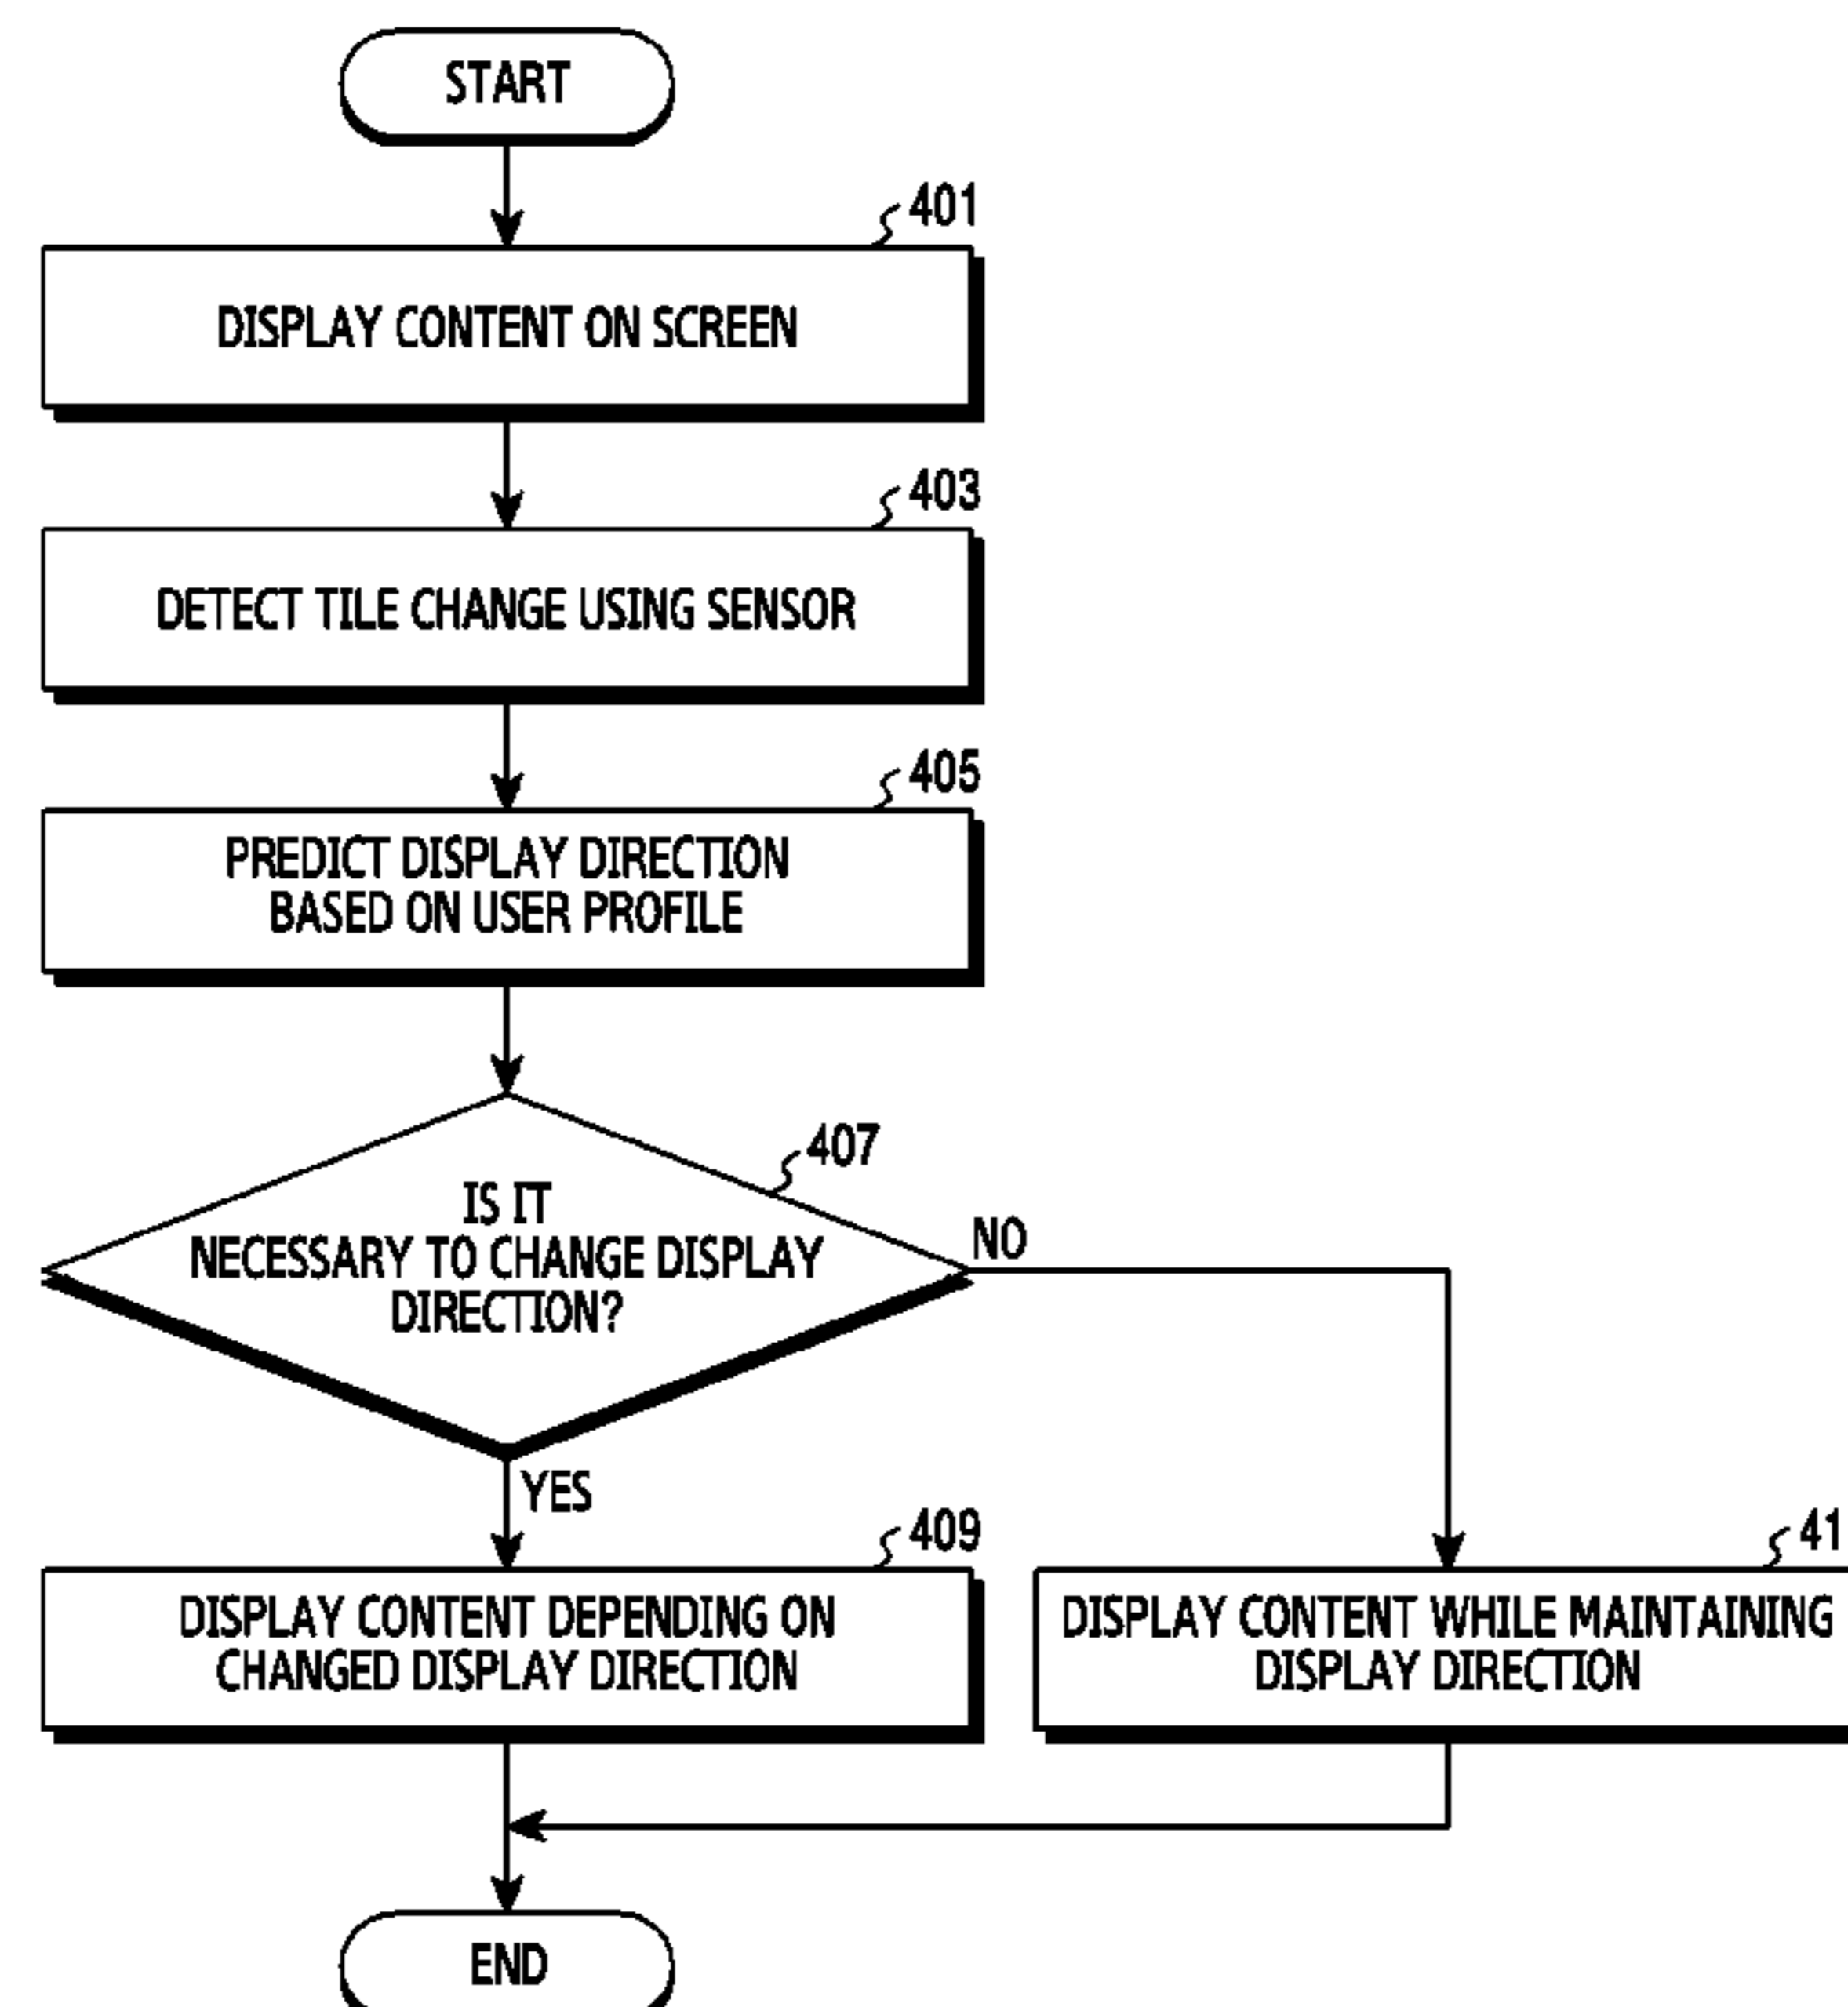 START
401
DISPLAY CONTENT ON SCREEN
403
DETECT TILE CHANGE USING SENSOR
405
PREDICT DISPLAY DIRECTION
BASED ON USER PROFILE
407
IS IT
NECESSARY TO CHANGE DISPLAY
DIRECTION?
NO
YES
409
DISPLAY CONTENT DEPENDING ON
CHANGED DISPLAY DIRECTION
41
DISPLAY CONTENT WHILE MAINTAINING
DISPLAY DIRECTION
END